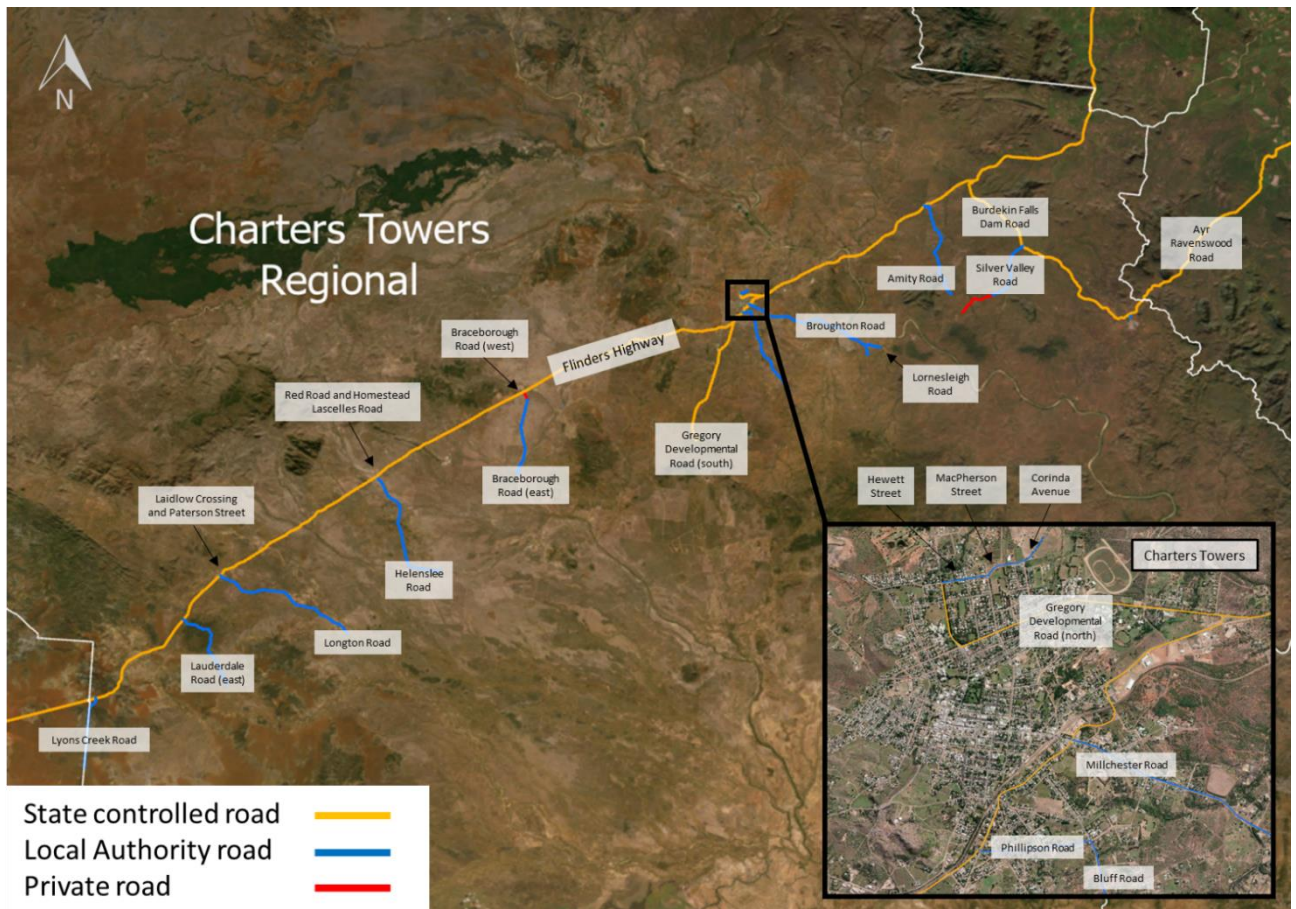 N
Charters Towers
Regional
Burdekin Falls
Dam Road
Ayr
Ravenswood
Road
Amity Road
Silver Valley
Road
Braceborough
Road (west)
Flinders Highway
Broughton Road
Lornesleigh
Road
Red Road and Homestead
Lascelles Road
Gregory
Developmental
Road (south)
Braceborough
Road (east)
Laidlow Crossing
and Paterson Street
Hewett
Street
MacPherson
Street
Corinda
Avenue
Charters Towers
Helenslee
Road
Gregory
Developmental
Road (north)
Longton Road
Lauderdale
Road (east)
Lyons Creek Road
Millchester Road
Phillipson Road
Bluff Road
State controlled road
Local Authority road
Private road